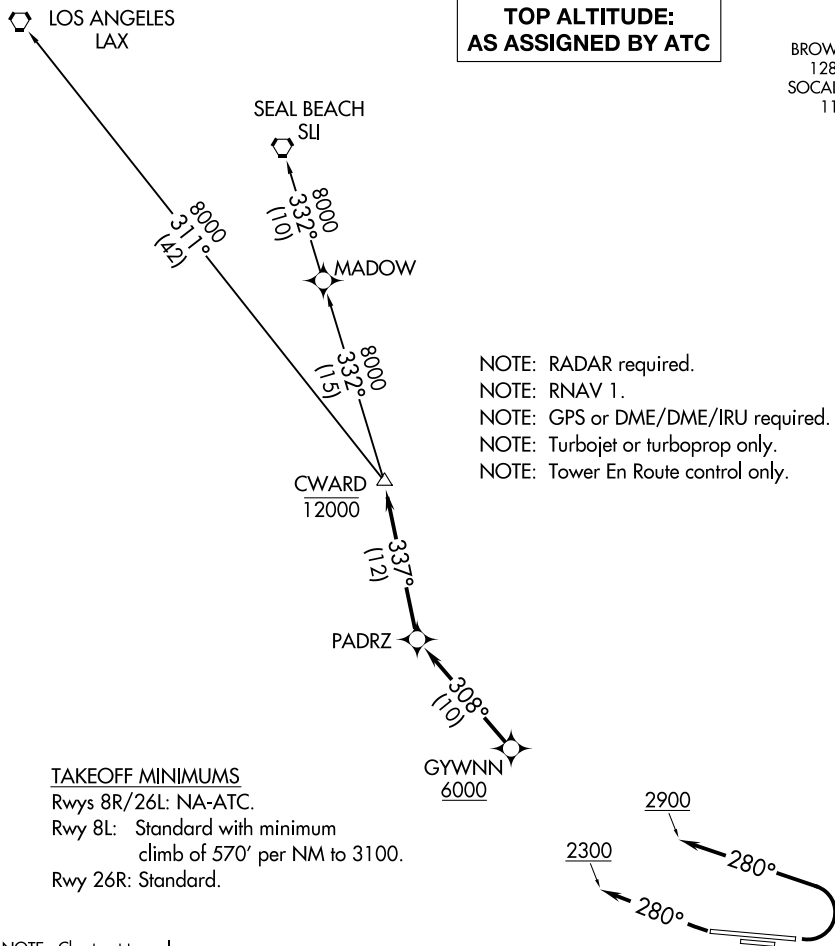 LOS ANGELES
LAX
TOP ALTITUDE:
AS ASSIGNED BY ATC
SEAL BEACH
SLI
8000
332°
(10)
8000
311°
(42)
MADOW
8000
332°
(15)
NOTE: RADAR required.
NOTE: RNAV 1.
NOTE: GPS or DME/DME/IRU required.
NOTE: Turbojet or turboprop only.
NOTE: Tower En Route control only.
CWARD
12000
337°
(12)
PADRZ
308°
(10)
GYWNN
6000
TAKEOFF MINIMUMS
Rwys 8R/26L: NA-ATC.
Rwy 8L: Standard with minimum
climb of 570' per NM to 3100.
Rwy 26R: Standard.
2900
280°
2300
280°
NOTE: